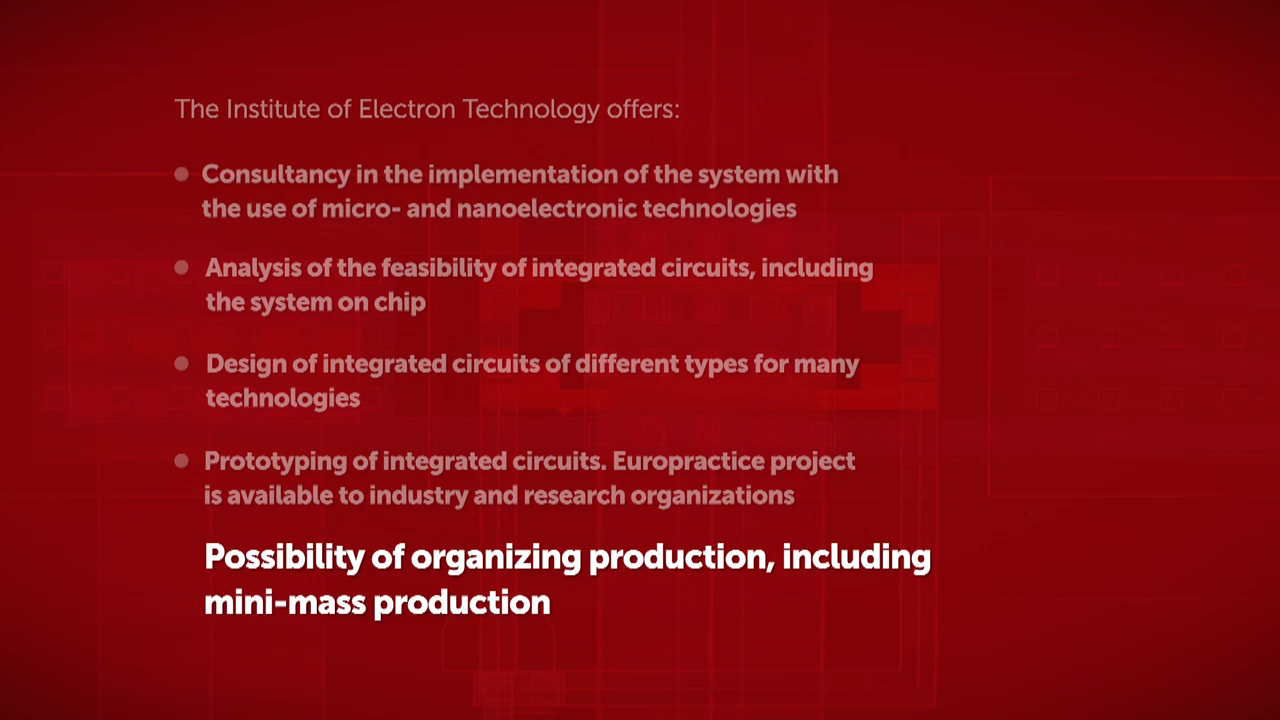 The Institute of Electron Technology offers:
• Consultancy in the implementation of the system with
the use of micro- and nanoelectronic technologies
• Analysis of the feasibility of integrated circuits, including
the system on chip
• Design of integrated circuits of different types for many
technologies
• Prototyping of integrated circuits. Europractice project
is available to industry and research organizations
Possibility of organizing production, including
mini-mass production